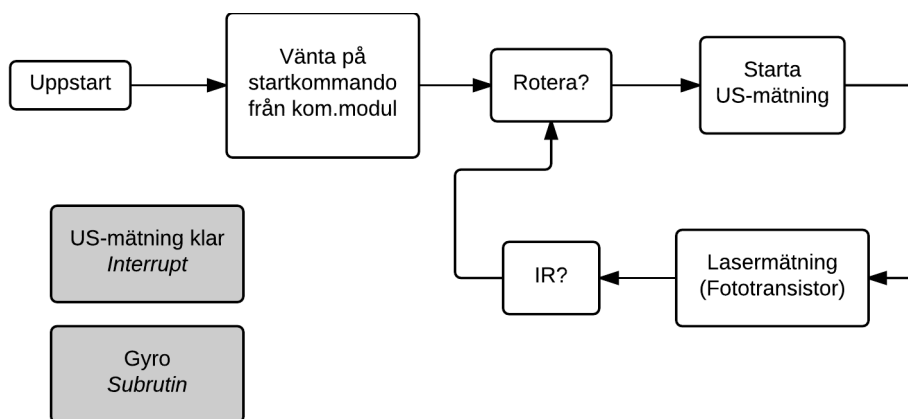 Uppstart
Vänta på
startkommando
från kom.modul
Rotera?
Starta
US-mätning
US-mätning klar
Interrupt
IR?
Lasermätning
(Fototransistor)
Gyro
Subrutin